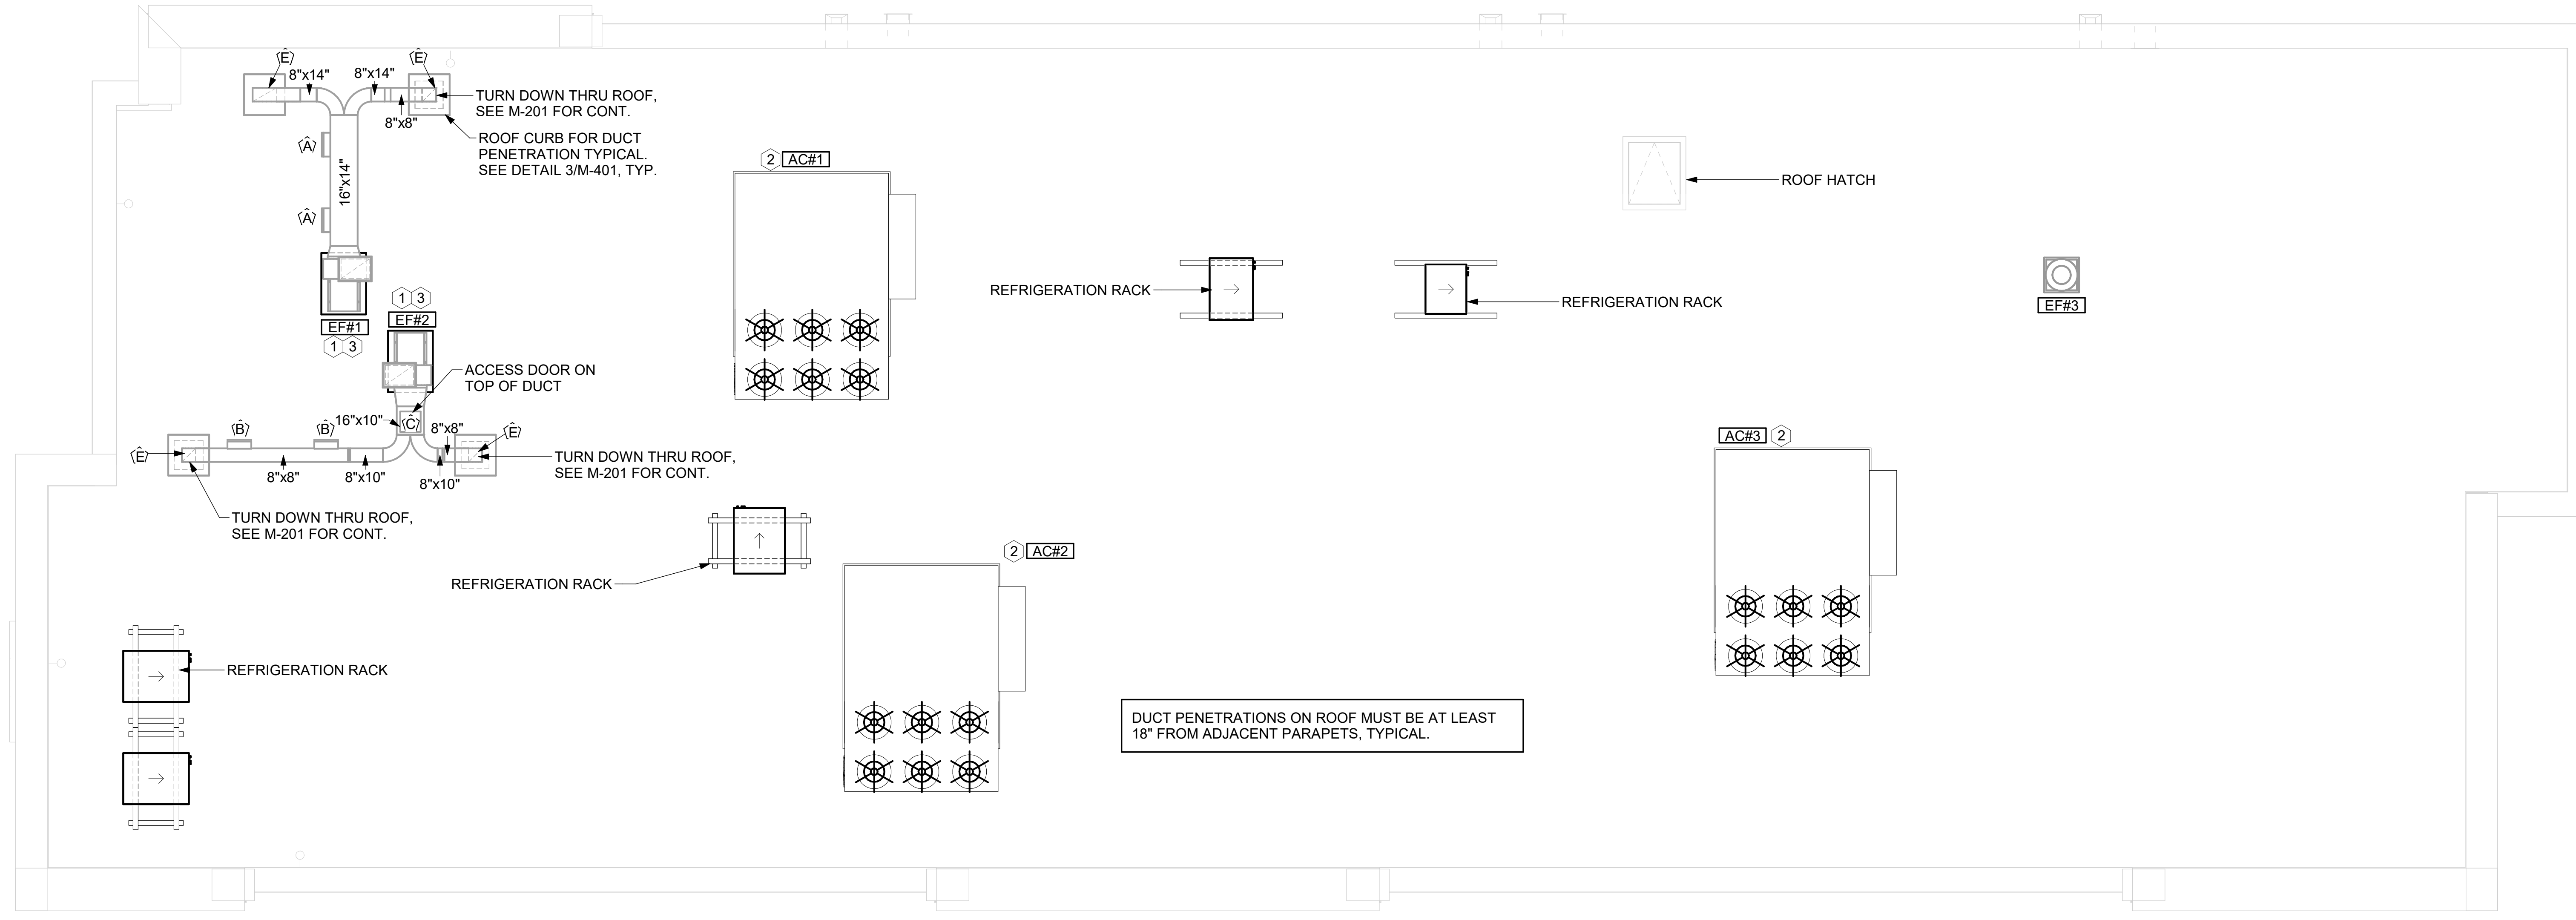 ⟨E⟩
⟨E⟩
8"x14"
8"x14"
TURN DOWN THRU ROOF,
SEE M-201 FOR CONT.
8"x8"
ROOF CURB FOR DUCT
PENETRATION TYPICAL.
SEE DETAIL 3/M-401, TYP.
⟨A⟩
16"x14"
⟨A⟩
2 AC#1
ROOF HATCH
REFRIGERATION RACK
REFRIGERATION RACK
EF#3
1 3
EF#2
EF#1
1 3
ACCESS DOOR ON
TOP OF DUCT
16"x10"
⟨C⟩
⟨B⟩
⟨B⟩
8"x8"
⟨E⟩
⟨E⟩
TURN DOWN THRU ROOF,
SEE M-201 FOR CONT.
8"x8"
8"x10"
8"x10"
AC#3 2
TURN DOWN THRU ROOF,
SEE M-201 FOR CONT.
2 AC#2
REFRIGERATION RACK
REFRIGERATION RACK
DUCT PENETRATIONS ON ROOF MUST BE AT LEAST
18" FROM ADJACENT PARAPETS, TYPICAL.